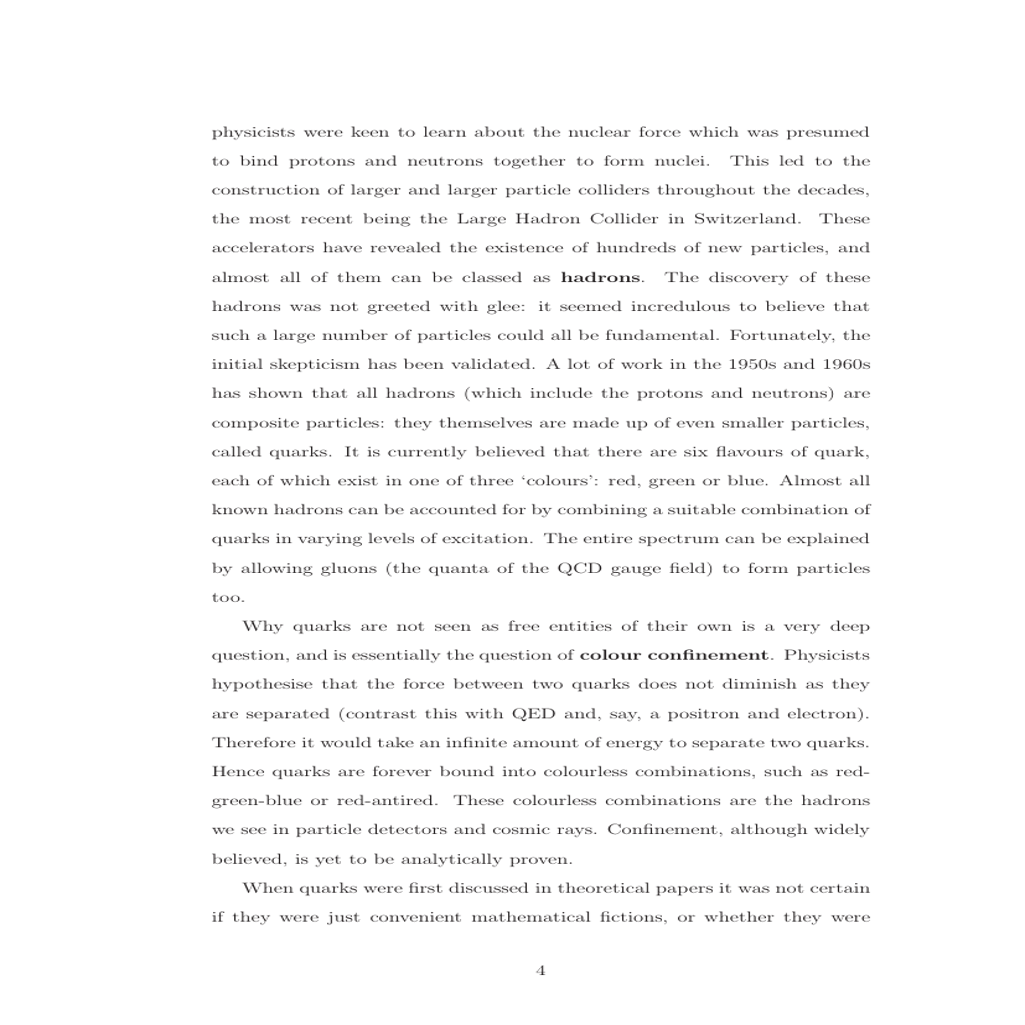 physicists were keen to learn about the nuclear force which was presumed
to bind protons and neutrons together to form nuclei. This led to the
construction of larger and larger particle colliders throughout the decades,
the most recent being the Large Hadron Collider in Switzerland. These
accelerators have revealed the existence of hundreds of new particles, and
almost all of them can be classed as hadrons. The discovery of these
hadrons was not greeted with glee: it seemed incredulous to believe that
such a large number of particles could all be fundamental. Fortunately, the
initial skepticism has been validated. A lot of work in the 1950s and 1960s
has shown that all hadrons (which include the protons and neutrons) are
composite particles: they themselves are made up of even smaller particles,
called quarks. It is currently believed that there are six flavours of quark,
each of which exist in one of three ‘colours’: red, green or blue. Almost all
known hadrons can be accounted for by combining a suitable combination of
quarks in varying levels of excitation. The entire spectrum can be explained
by allowing gluons (the quanta of the QCD gauge field) to form particles
too.
Why quarks are not seen as free entities of their own is a very deep
question, and is essentially the question of colour confinement. Physicists
hypothesise that the force between two quarks does not diminish as they
are separated (contrast this with QED and, say, a positron and electron).
Therefore it would take an infinite amount of energy to separate two quarks.
Hence quarks are forever bound into colourless combinations, such as red-
green-blue or red-antired. These colourless combinations are the hadrons
we see in particle detectors and cosmic rays. Confinement, although widely
believed, is yet to be analytically proven.
When quarks were first discussed in theoretical papers it was not certain
if they were just convenient mathematical fictions, or whether they were
4